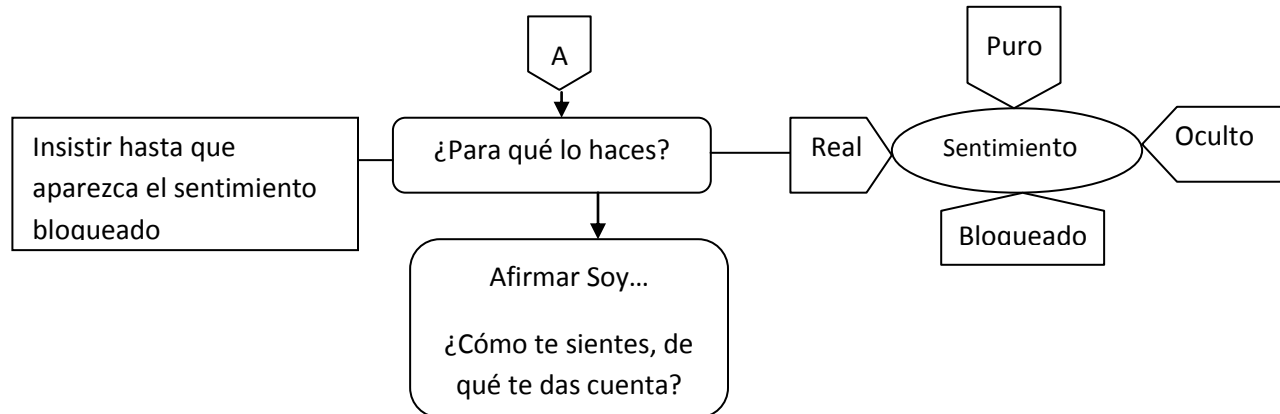 A
Puro
Insistir hasta que
aparezca el sentimiento
bloqueado
¿Para qué lo haces?
Real
Sentimiento
Oculto
Bloqueado
Afirmar Soy...
¿Cómo te sientes, de
qué te das cuenta?